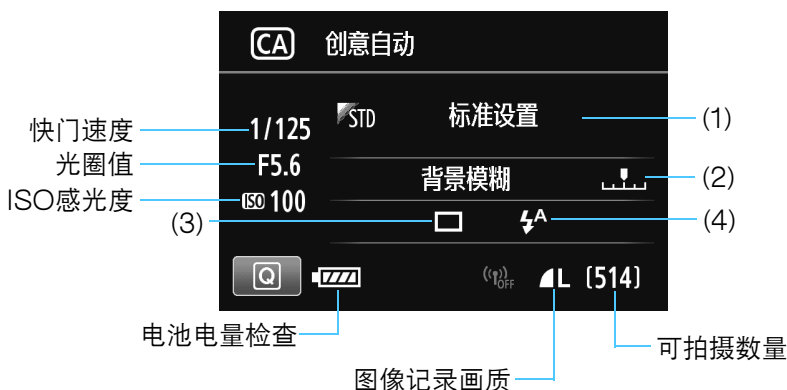 CA 创意自动
快门速度 1/125 STD 标准设置 (1)
光圈值 F5.6
背景模糊 (2)
ISO感光度 ISO 100
(3) A (4)
Q OFF L [514]
电池电量检查
可拍摄数量
图像记录画质